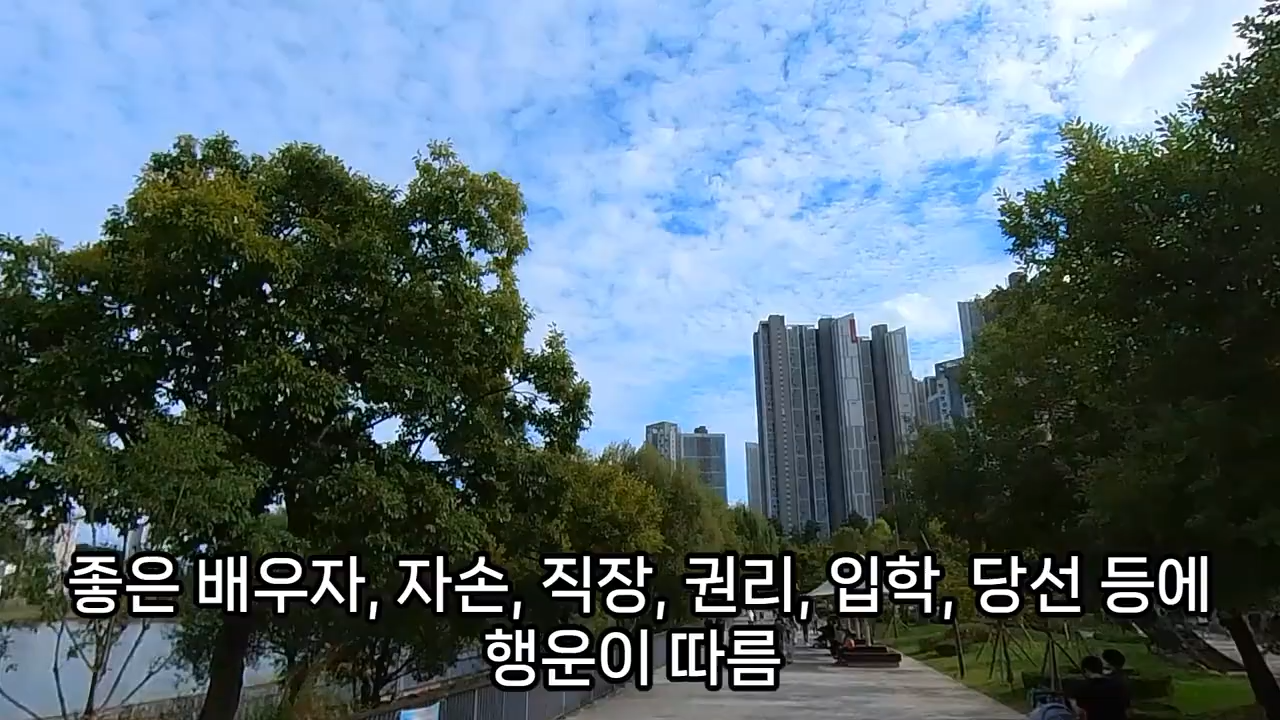 좋은 배우자, 자손, 직장, 권리, 입학, 당선 등에
행운이 따름